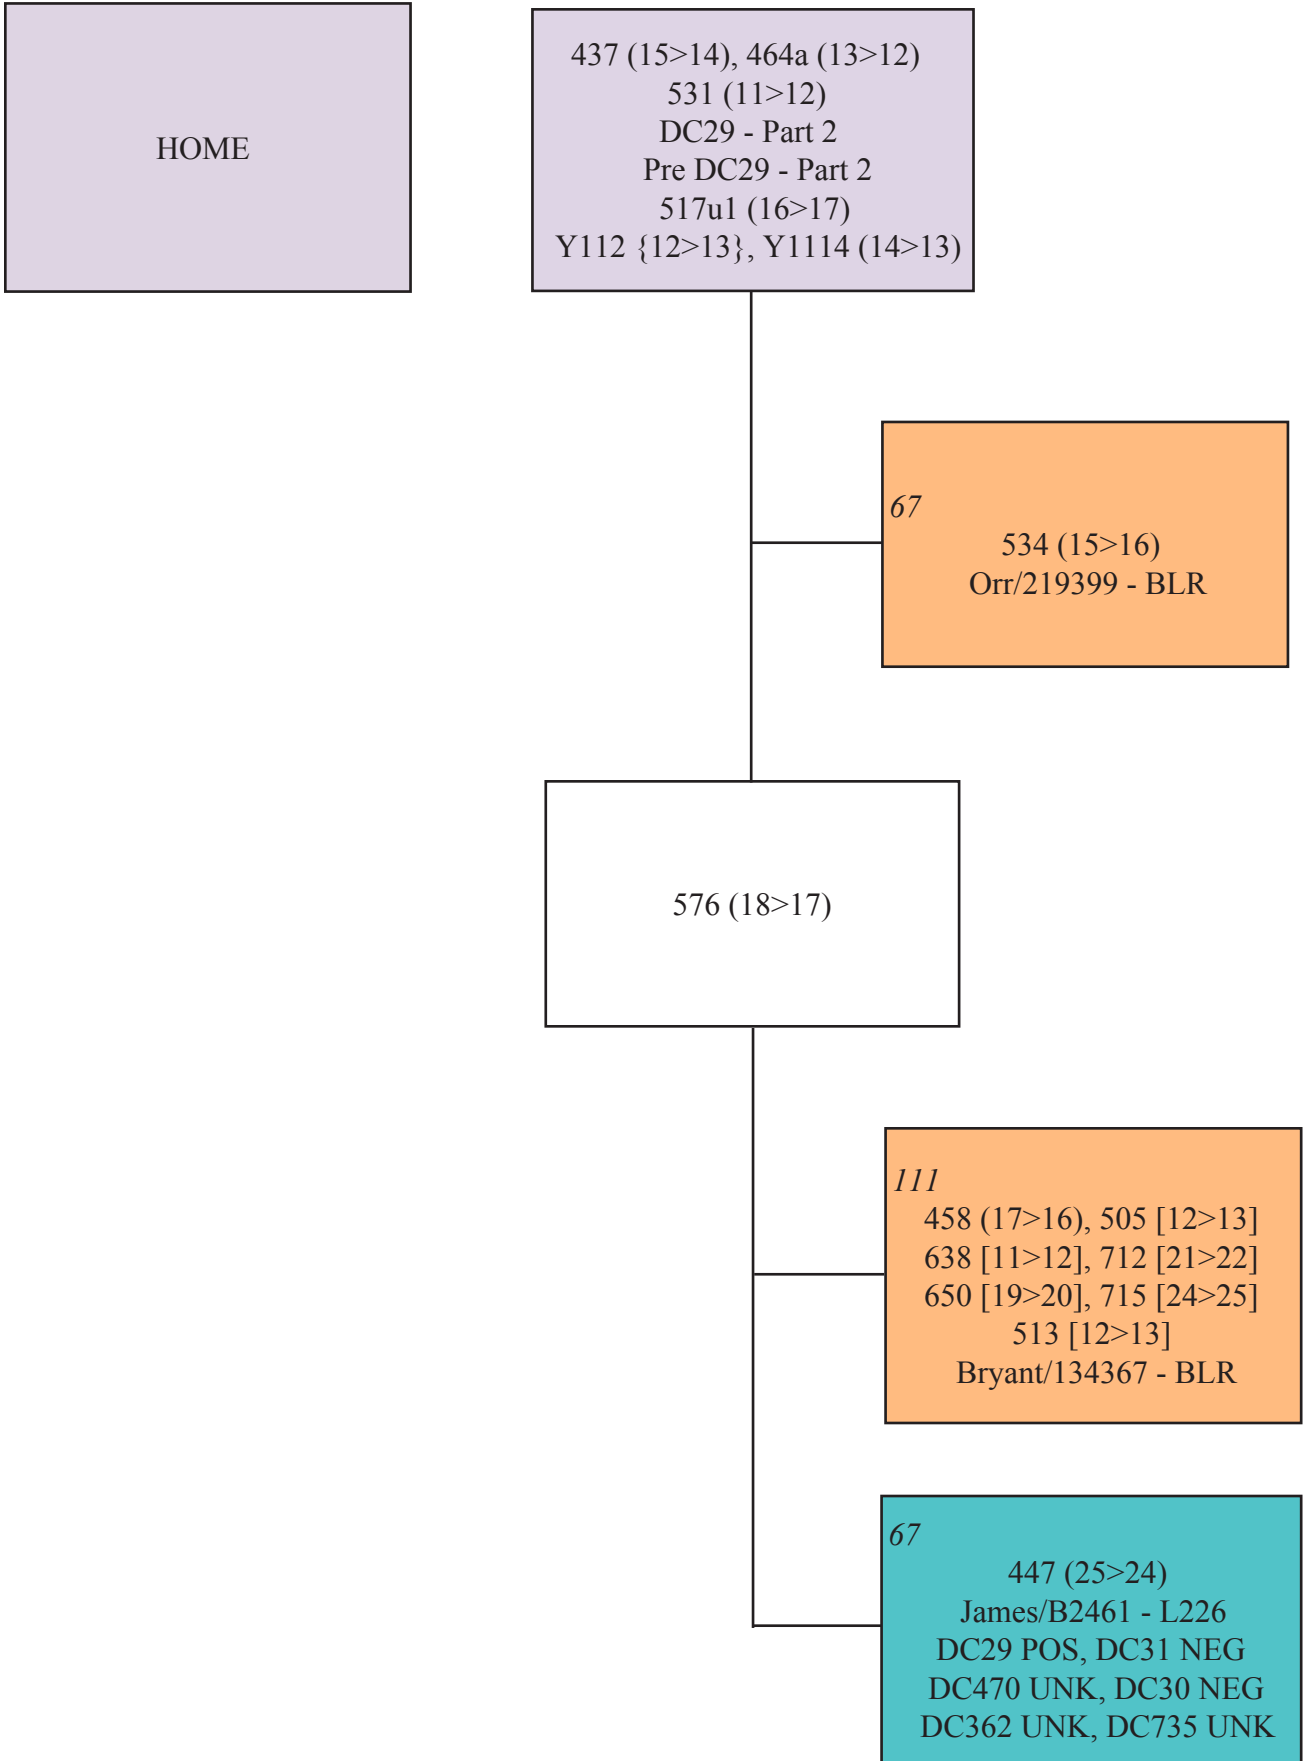 HOME
437 (15>14), 464a (13>12)
531 (11>12)
DC29 - Part 2
Pre DC29 - Part 2
517u1 (16>17)
Y112 {12>13}, Y1114 (14>13)
67
534 (15>16)
Orr/219399 - BLR
576 (18>17)
111
458 (17>16), 505 [12>13]
638 [11>12], 712 [21>22]
650 [19>20], 715 [24>25]
513 [12>13]
Bryant/134367 - BLR
67
447 (25>24)
James/B2461 - L226
DC29 POS, DC31 NEG
DC470 UNK, DC30 NEG
DC362 UNK, DC735 UNK